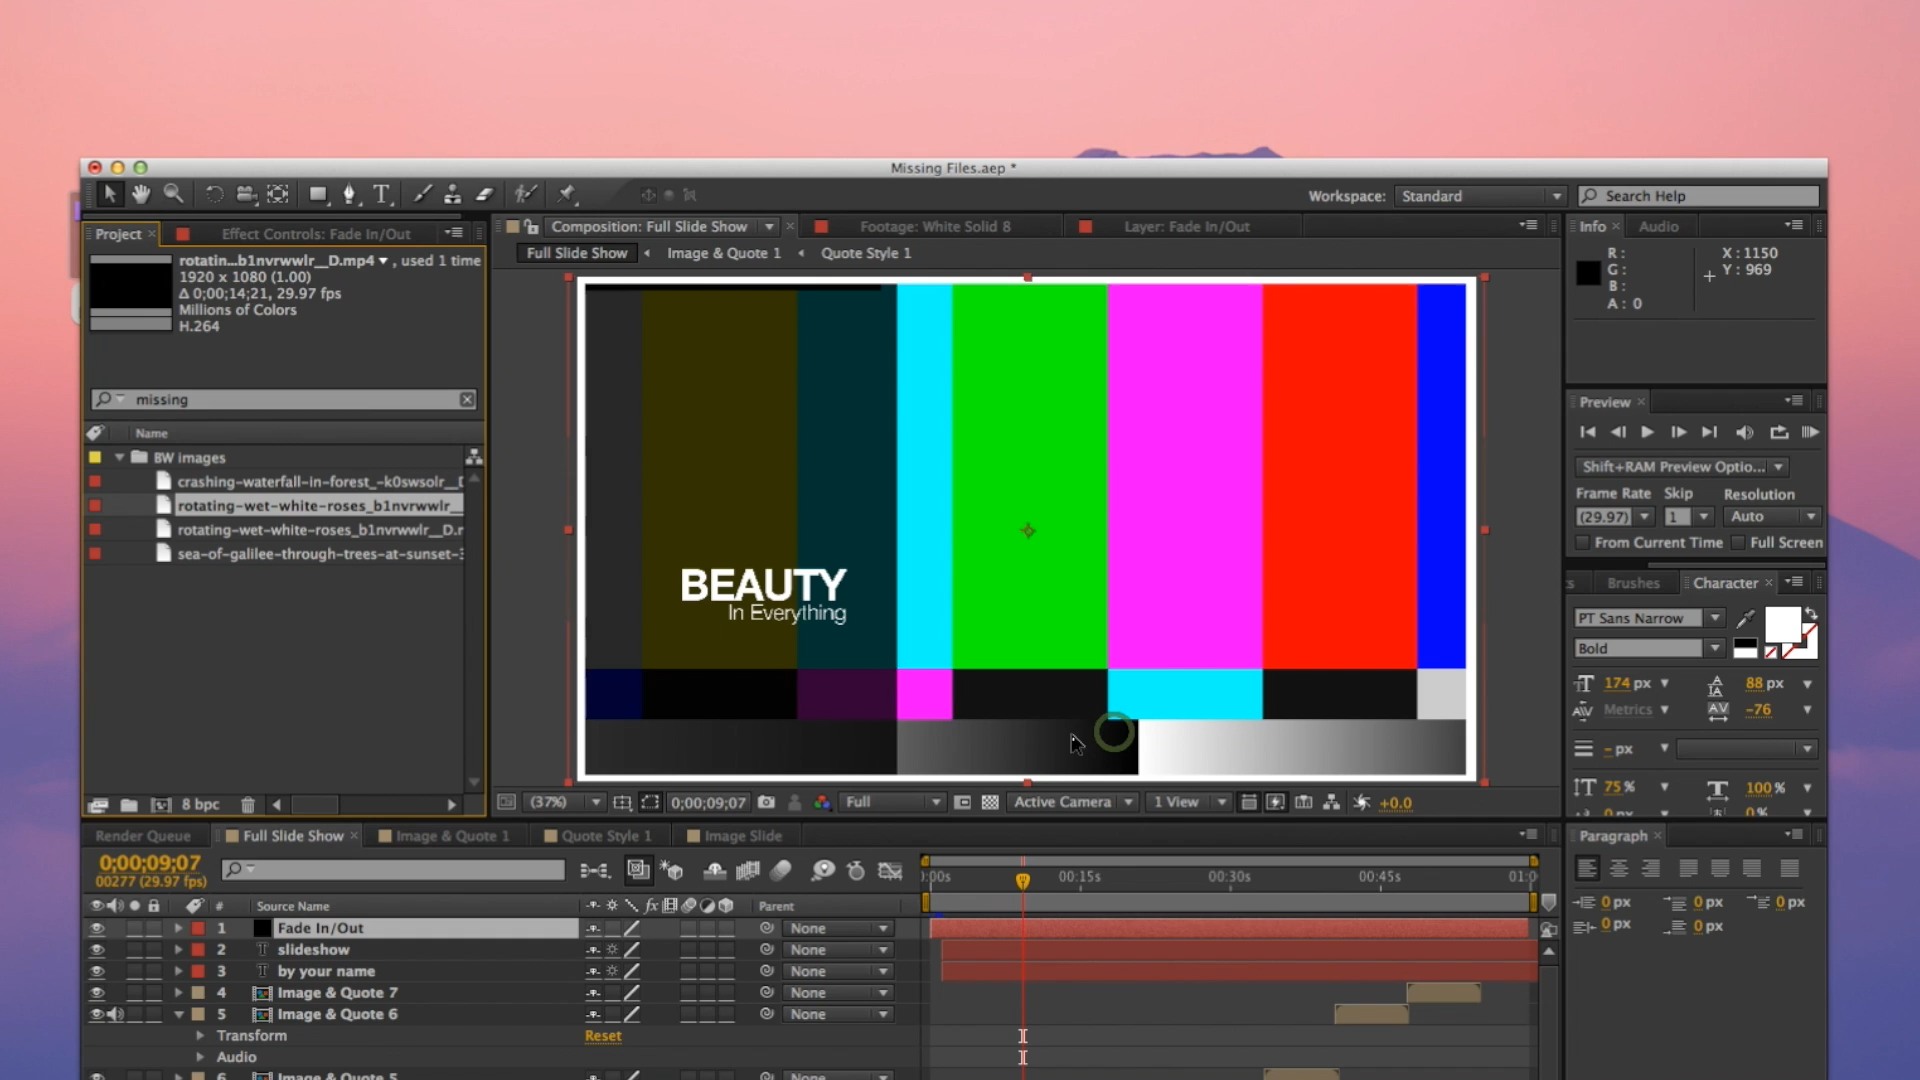 Missing Files.aep *
Workspace: Standard
Search Help
Project
Effect Controls: Fade In/Out
Composition: Full Slide Show
Footage: White Solid 8
Layer: Fade In/Out
Info
Audio
rotatin...b1nvrwwlr__D.mp4 , used 1 time
1920 x 1080 (1.00)
Δ 0;00;14;21, 29.97 fps
Millions of Colors
H.264
Full Slide Show
Image & Quote 1
Quote Style 1
R :
G :
B :
A : 0
X : 1150
Y : 969
missing
Name
BW images
crashing-waterfall-in-forest_-k0swsolr__
rotating-wet-white-roses_b1nvrwwlr__
rotating-wet-white-roses_b1nvrwwlr__D.
sea-of-galilee-through-trees-at-sunset-
8 bpc
BEAUTY
In Everything
(37%)
0;00;09;07
Full
Active Camera
1 View
+0.0
Preview
Shift+RAM Preview Optio...
Frame Rate
Skip
Resolution
(29.97)
1
Auto
From Current Time
Full Screen
Brushes
Character
PT Sans Narrow
Bold
174 px
88 px
Metrics
-76
- px
75 %
100 %
0 px
0 %
Render Queue
Full Slide Show
Image & Quote 1
Quote Style 1
Image Slide
Paragraph
0;00;09;07
00277 (29.97 fps)
00:15s
00:30s
00:45s
# Source Name
Parent
1 Fade In/Out None
2 slideshow None
3 by your name None
4 Image & Quote 7 None
5 Image & Quote 6 None
Transform
Reset
Audio
6 Image & Quote 5 None
0 px
0 px
0 px
0 px
0 px